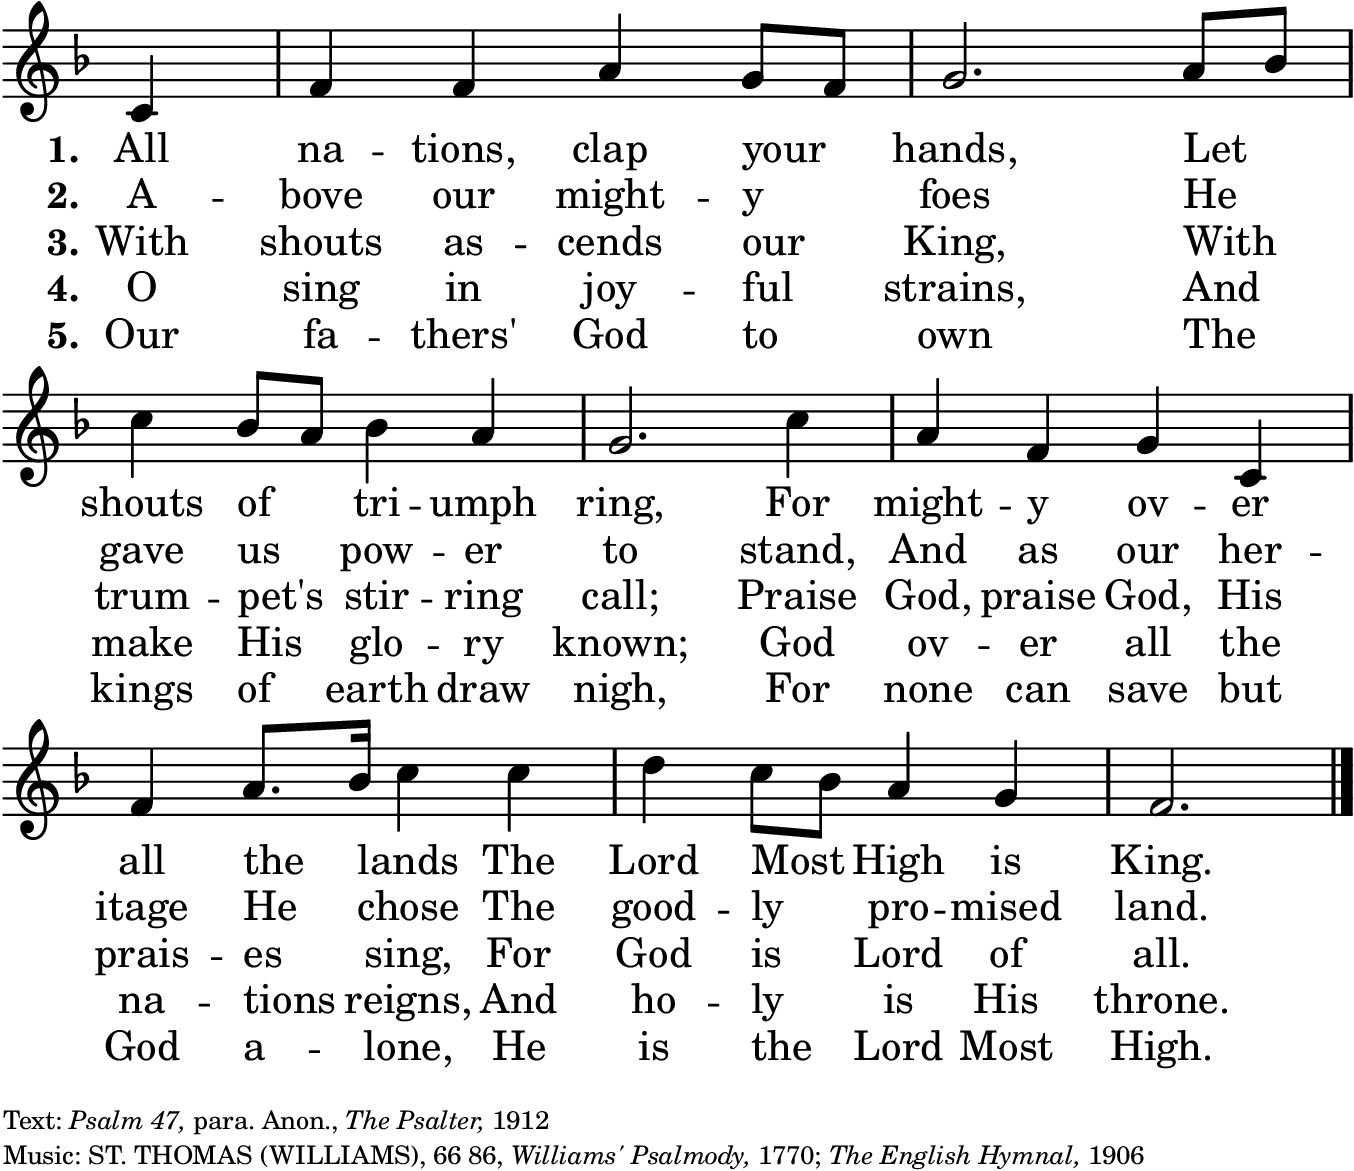 1. All na - tions, clap your hands, Let
2. A - bove our might - y foes He
3. With shouts as - cends our King, With
4. O sing in joy - ful strains, And
5. Our fa - thers' God to own The
shouts of tri - umph ring, For might - y ov - er
gave us pow - er to stand, And as our her -
trum - pet's stir - ring call; Praise God, praise God, His
make His glo - ry known; God ov - er all the
kings of earth draw nigh, For none can save but
all the lands The Lord Most High is King.
itage He chose The good - ly pro - mised land.
prais - es sing, For God is Lord of all.
na - tions reigns, And ho - ly is His throne.
God a - lone, He is the Lord Most High.
Text: Psalm 47, para. Anon., The Psalter, 1912
Music: ST. THOMAS (WILLIAMS), 66 86, Williams' Psalmody, 1770; The English Hymnal, 1906